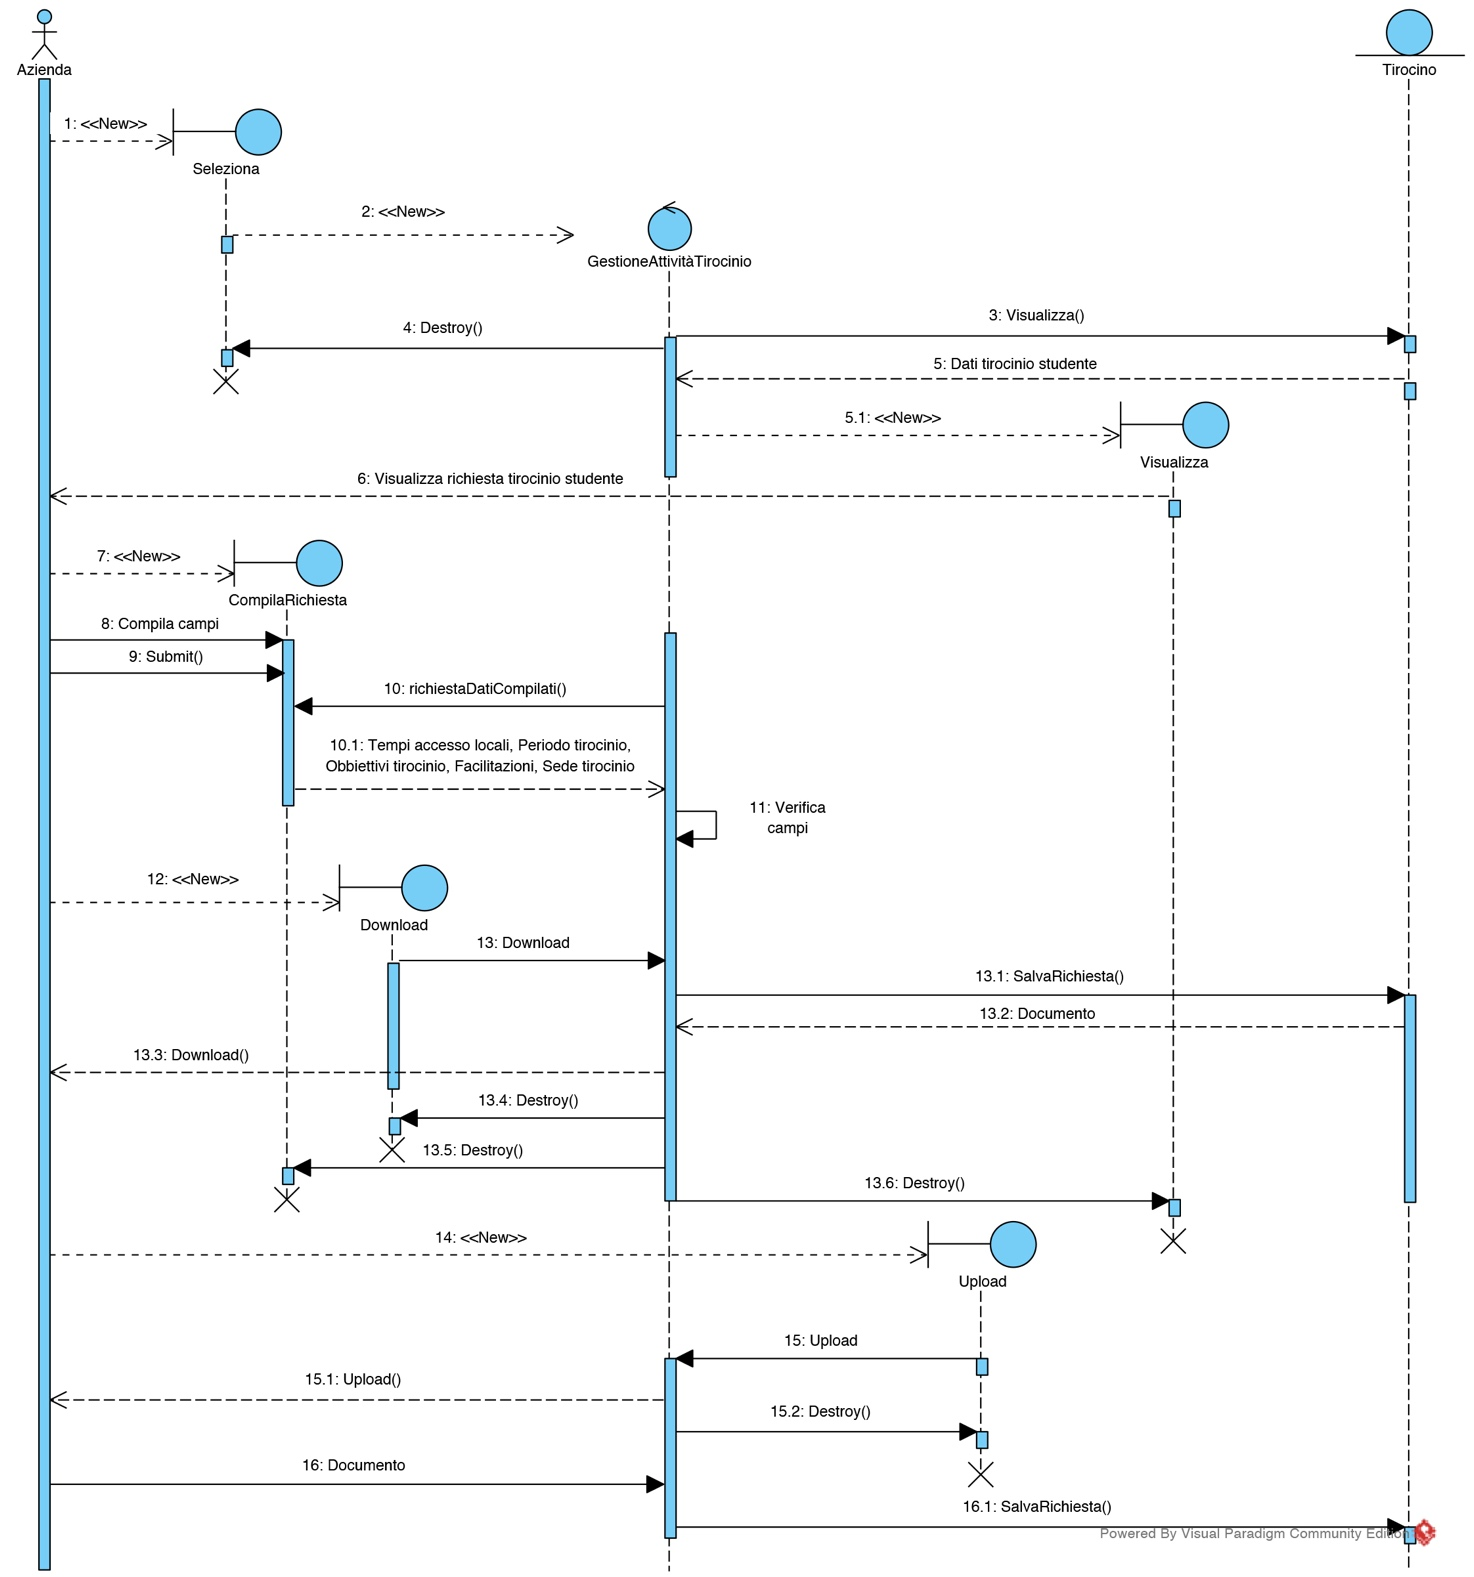 Azienda
Tirocino
1: <<New>>
Seleziona
2: <<New>>
GestioneAttivitàTirocinio
3: Visualizza()
4: Destroy()
5: Dati tirocinio studente
5.1: <<New>>
Visualizza
6: Visualizza richiesta tirocinio studente
7: <<New>>
CompilaRichiesta
8: Compila campi
9: Submit()
10: richiestaDatiCompilati()
10.1: Tempi accesso locali, Periodo tirocinio,
Obbiettivi tirocinio, Facilitazioni, Sede tirocinio
11: Verifica
campi
12: <<New>>
Download
13: Download
13.1: SalvaRichiesta()
13.2: Documento
13.3: Download()
13.4: Destroy()
13.5: Destroy()
13.6: Destroy()
14: <<New>>
Upload
15: Upload
15.1: Upload()
15.2: Destroy()
16: Documento
16.1: SalvaRichiesta()
Powered By Visual Paradigm Community Edition